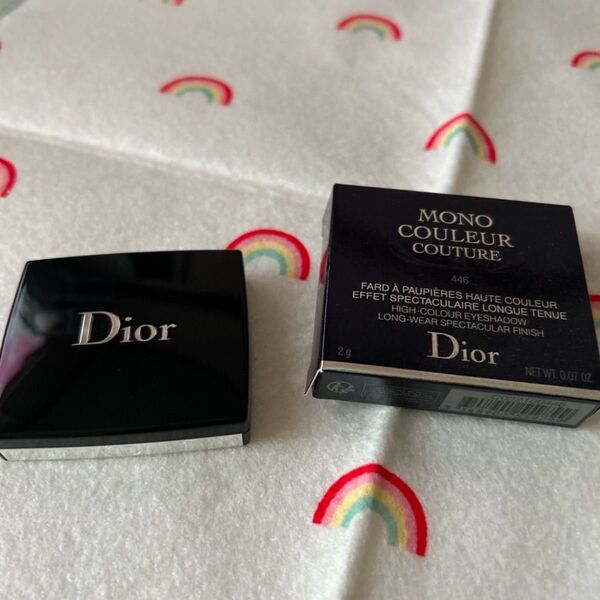 Dior
MONO
COULEUR
COUTURE
446
FARD À PAUPIÈRES HAUTE COULEUR
EFFET SPECTACULAIRE LONGUE TENUE
HIGH-COLOUR EYESHADOW
LONG-WEAR SPECTACULAR FINISH
2 g
Dior
NET WT. 0.07 OZ